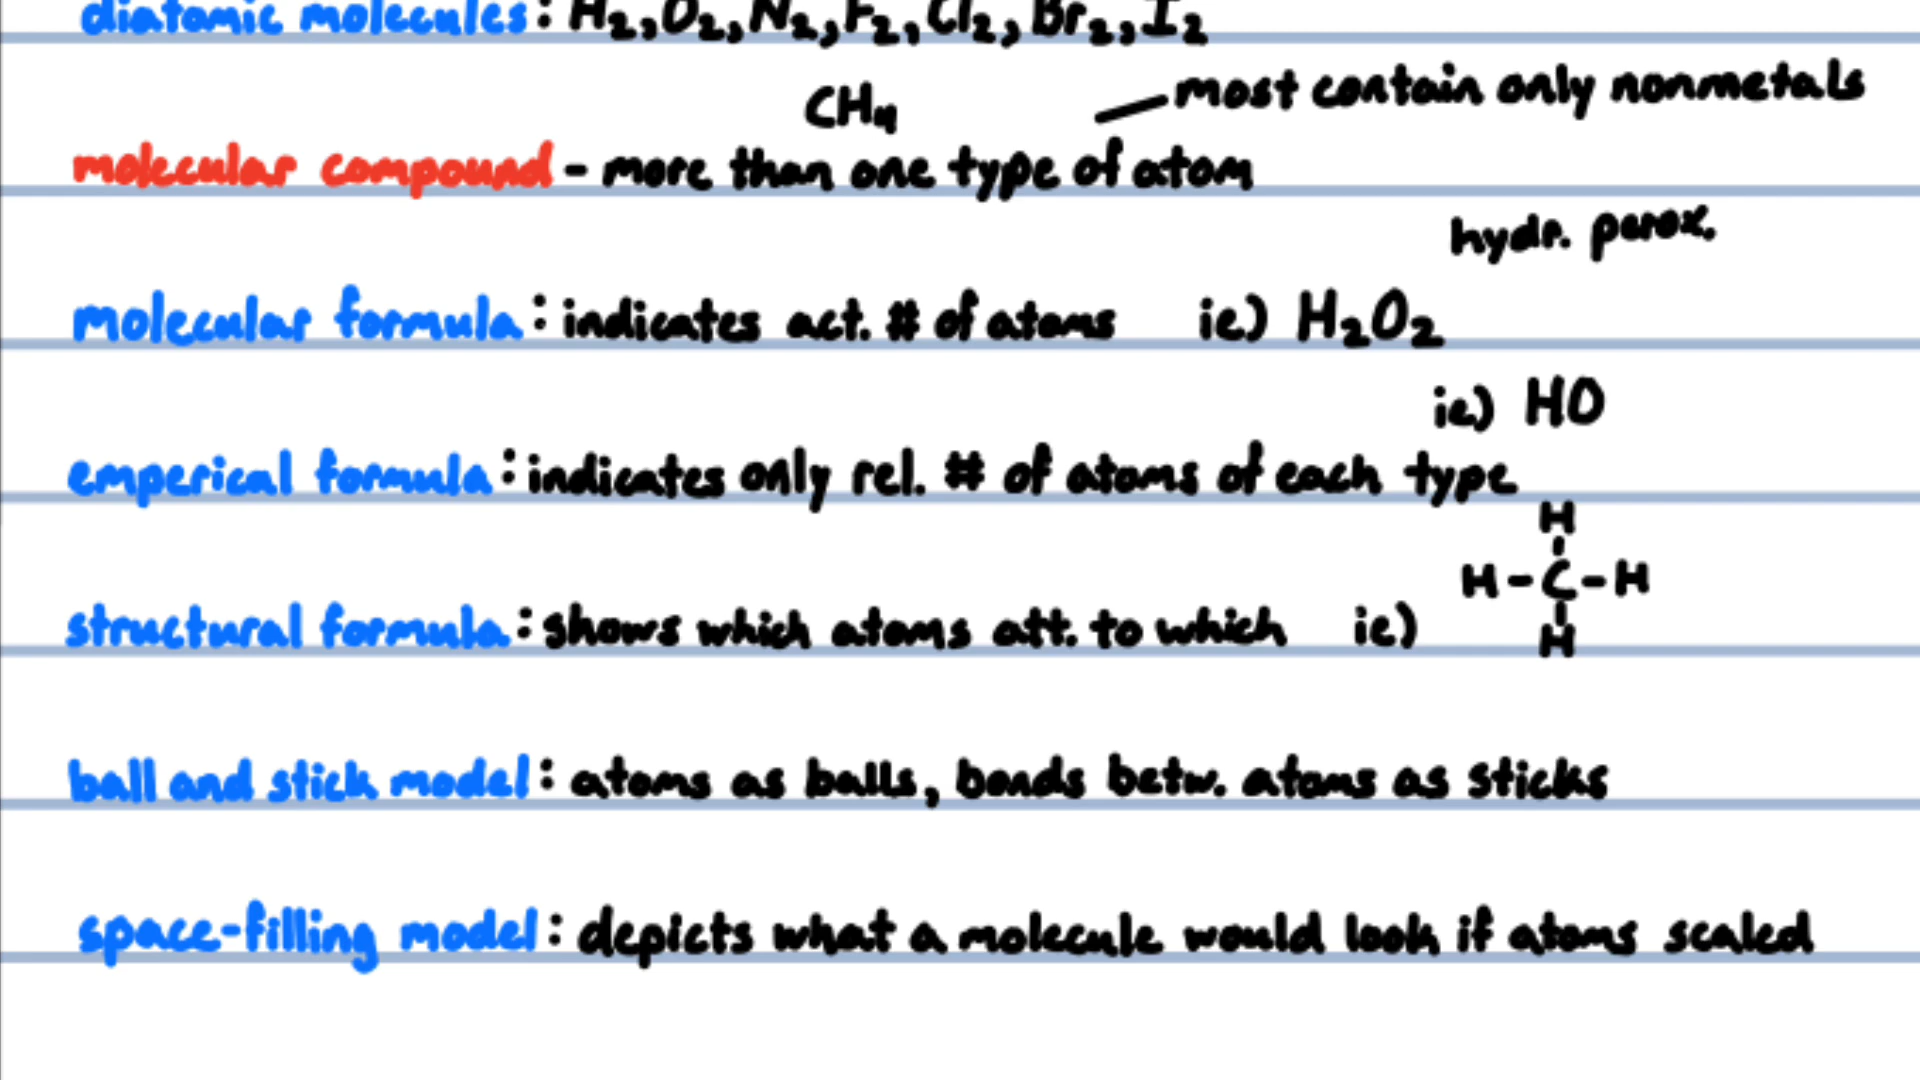 diatomic molecules: H₂, O₂, N₂, F₂, Cl₂, Br₂, I₂
CH₄ — most contain only nonmetals
molecular compound - more than one type of atom
hydr. perox.
molecular formula: indicates act. # of atoms ie) H₂O₂
ie) HO
emperical formula: indicates only rel. # of atoms of each type
H
H-C-H
structural formula: shows which atoms att. to which ie)
H
ball and stick model: atoms as balls, bonds betw. atoms as sticks
space-filling model: depicts what a molecule would look if atoms scaled